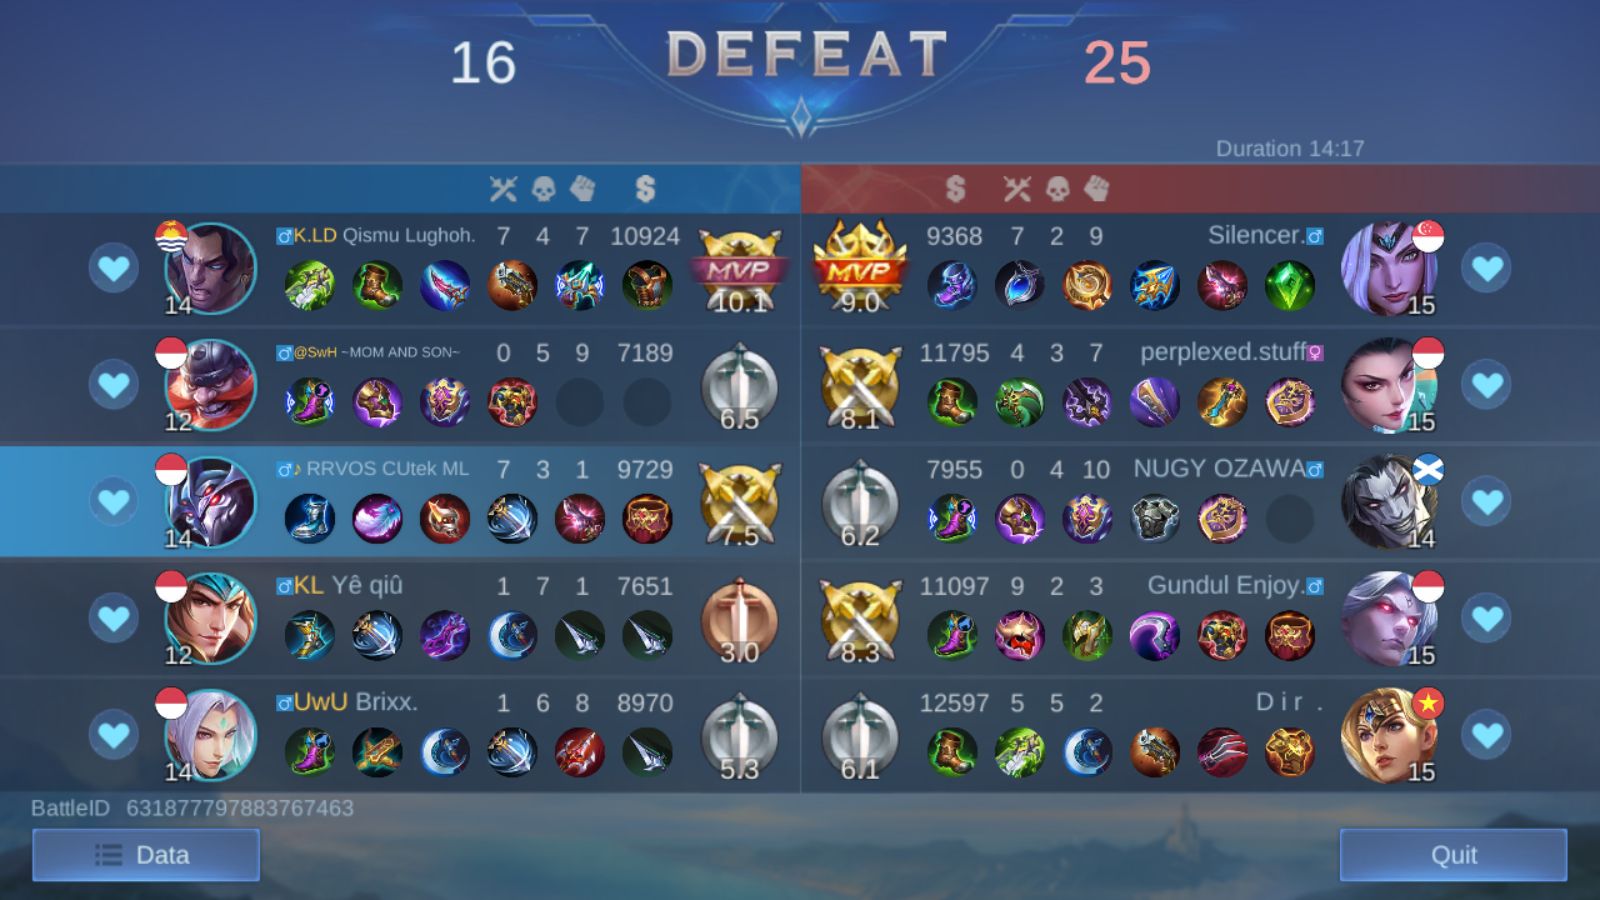 16 DEFEAT 25
Duration 14:17
K.LD Qismu Lughoh. 7 4 7 10924 MVP 10.1 14
MVP 9.0 9368 7 2 9 Silencer. 15
@SwH ~MOM AND SON~ 0 5 9 7189 6.5 12
8.1 11795 4 3 7 perplexed.stuff 15
♪ RRVOS CUtek ML 7 3 1 9729 7.5 14
6.2 7955 0 4 10 NUGY OZAWA 14
KL Yê qiû 1 7 1 7651 3.0 12
8.3 11097 9 2 3 Gundul Enjoy. 15
UwU Brixx. 1 6 8 8970 5.3 14
6.1 12597 5 5 2 D i r . 15
BattleID 631877797883767463
Data
Quit